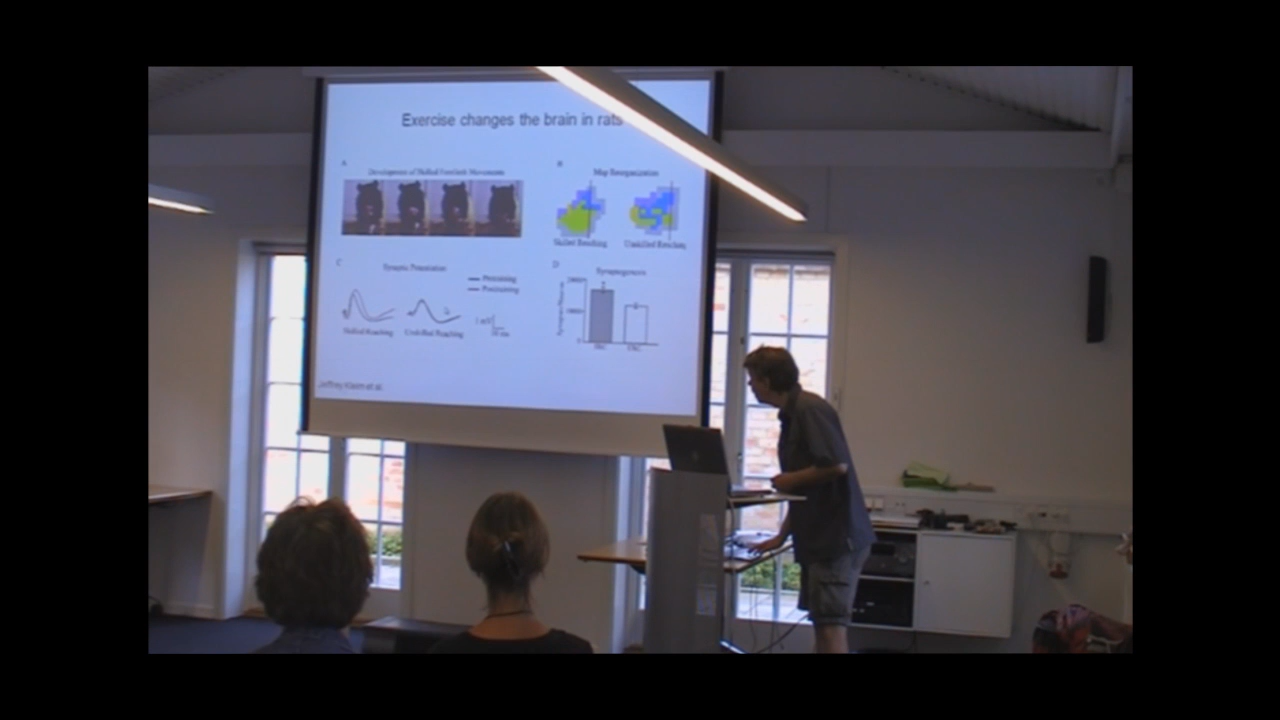 Exercise changes the brain in rats
A
Development of Skilled Forelimb Movements
B
Map Reorganization
Skilled Reaching
Unskilled Reaching
C
Synaptic Potentiation
Pretraining
Posttraining
Skilled Reaching
Unskilled Reaching
D
Synaptogenesis
Jeffrey Kleim et al.